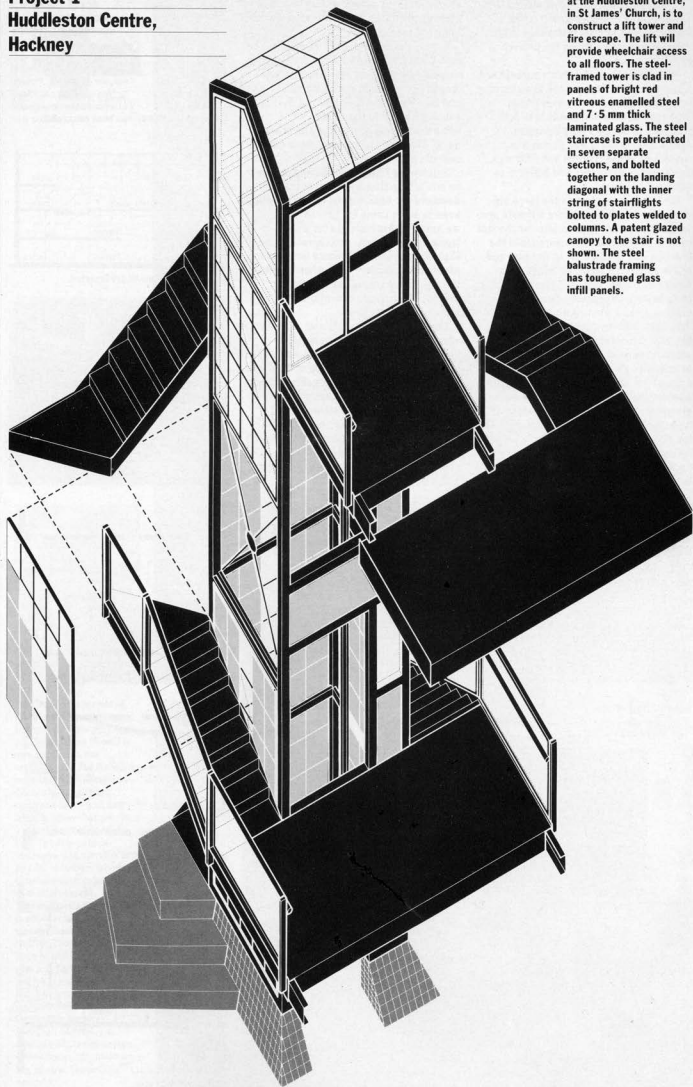 Project 1
Huddleston Centre,
Hackney
at the Huddleston Centre,
in St James' Church, is to
construct a lift tower and
fire escape. The lift will
provide wheelchair access
to all floors. The steel-
framed tower is clad in
panels of bright red
vitreous enamelled steel
and 7·5 mm thick
laminated glass. The steel
staircase is prefabricated
in seven separate
sections, and bolted
together on the landing
diagonal with the inner
string of stairflights
bolted to plates welded to
columns. A patent glazed
canopy to the stair is not
shown. The steel
balustrade framing
has toughened glass
infill panels.